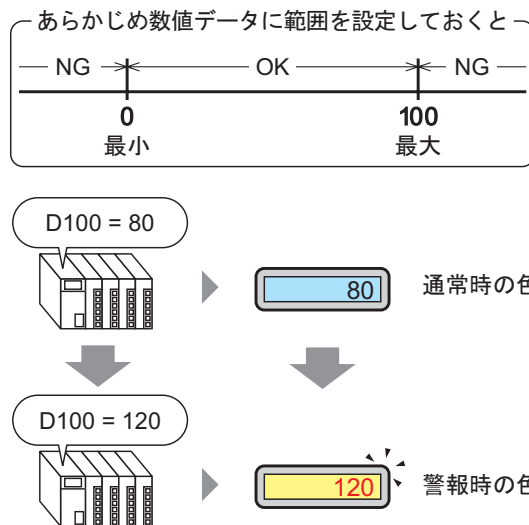 あらかじめ数値データに範囲を設定しておくと
NG OK NG
0 100
最小 最大
D100 = 80
80 通常時の色
D100 = 120
120 警報時の色